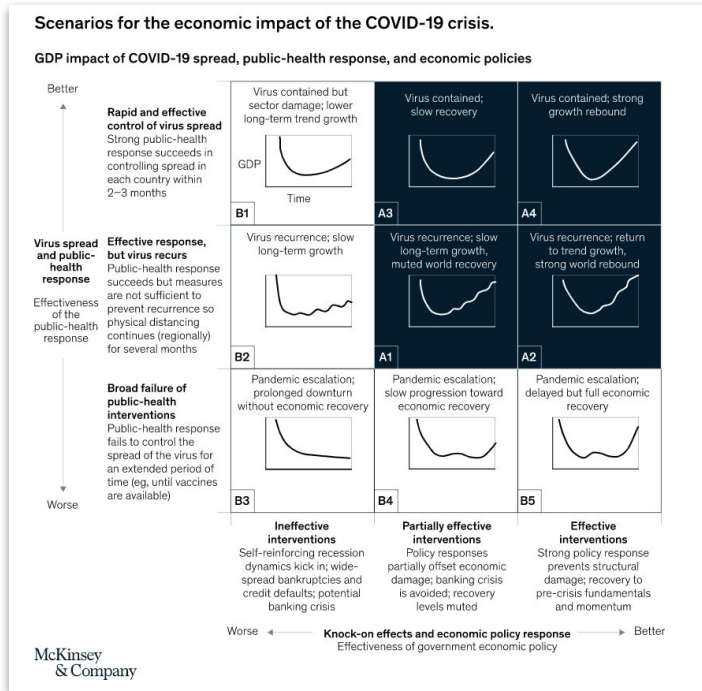 Scenarios for the economic impact of the COVID-19 crisis.
GDP impact of COVID-19 spread, public-health response, and economic policies
Better
Virus spread
and public-
health
response
Effectiveness
of the
public-health
response
Worse
Rapid and effective
control of virus spread
Strong public-health
response succeeds in
controlling spread in
each country within
2–3 months
Virus contained but
sector damage; lower
long-term trend growth
GDP
Time
B1
Virus contained;
slow recovery
A3
Virus contained; strong
growth rebound
A4
Effective response,
but virus recurs
Public-health response
succeeds but measures
are not sufficient to
prevent recurrence so
physical distancing
continues (regionally)
for several months
Virus recurrence; slow
long-term growth
B2
Virus recurrence; slow
long-term growth,
muted world recovery
A1
Virus recurrence; return
to trend growth,
strong world rebound
A2
Broad failure of
public-health
interventions
Public-health response
fails to control the
spread of the virus for
an extended period of
time (eg, until vaccines
are available)
Pandemic escalation;
prolonged downturn
without economic recovery
B3
Pandemic escalation;
slow progression toward
economic recovery
B4
Pandemic escalation;
delayed but full economic
recovery
B5
Ineffective
interventions
Self-reinforcing recession
dynamics kick in; wide-
spread bankruptcies and
credit defaults; potential
banking crisis
Partially effective
interventions
Policy responses
partially offset economic
damage; banking crisis
is avoided; recovery
levels muted
Effective
interventions
Strong policy response
prevents structural
damage; recovery to
pre-crisis fundamentals
and momentum
Worse
Knock-on effects and economic policy response
Better
Effectiveness of government economic policy
McKinsey
& Company